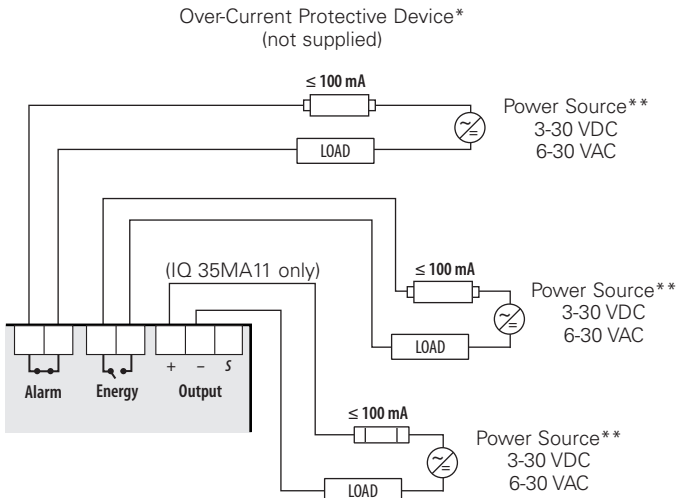 Over-Current Protective Device*
(not supplied)
≤ 100 mA
Power Source**
3-30 VDC
6-30 VAC
LOAD
(IQ 35MA11 only)
≤ 100 mA
Power Source**
3-30 VDC
6-30 VAC
LOAD
+ – S
Alarm Energy Output
≤ 100 mA
Power Source**
3-30 VDC
6-30 VAC
LOAD